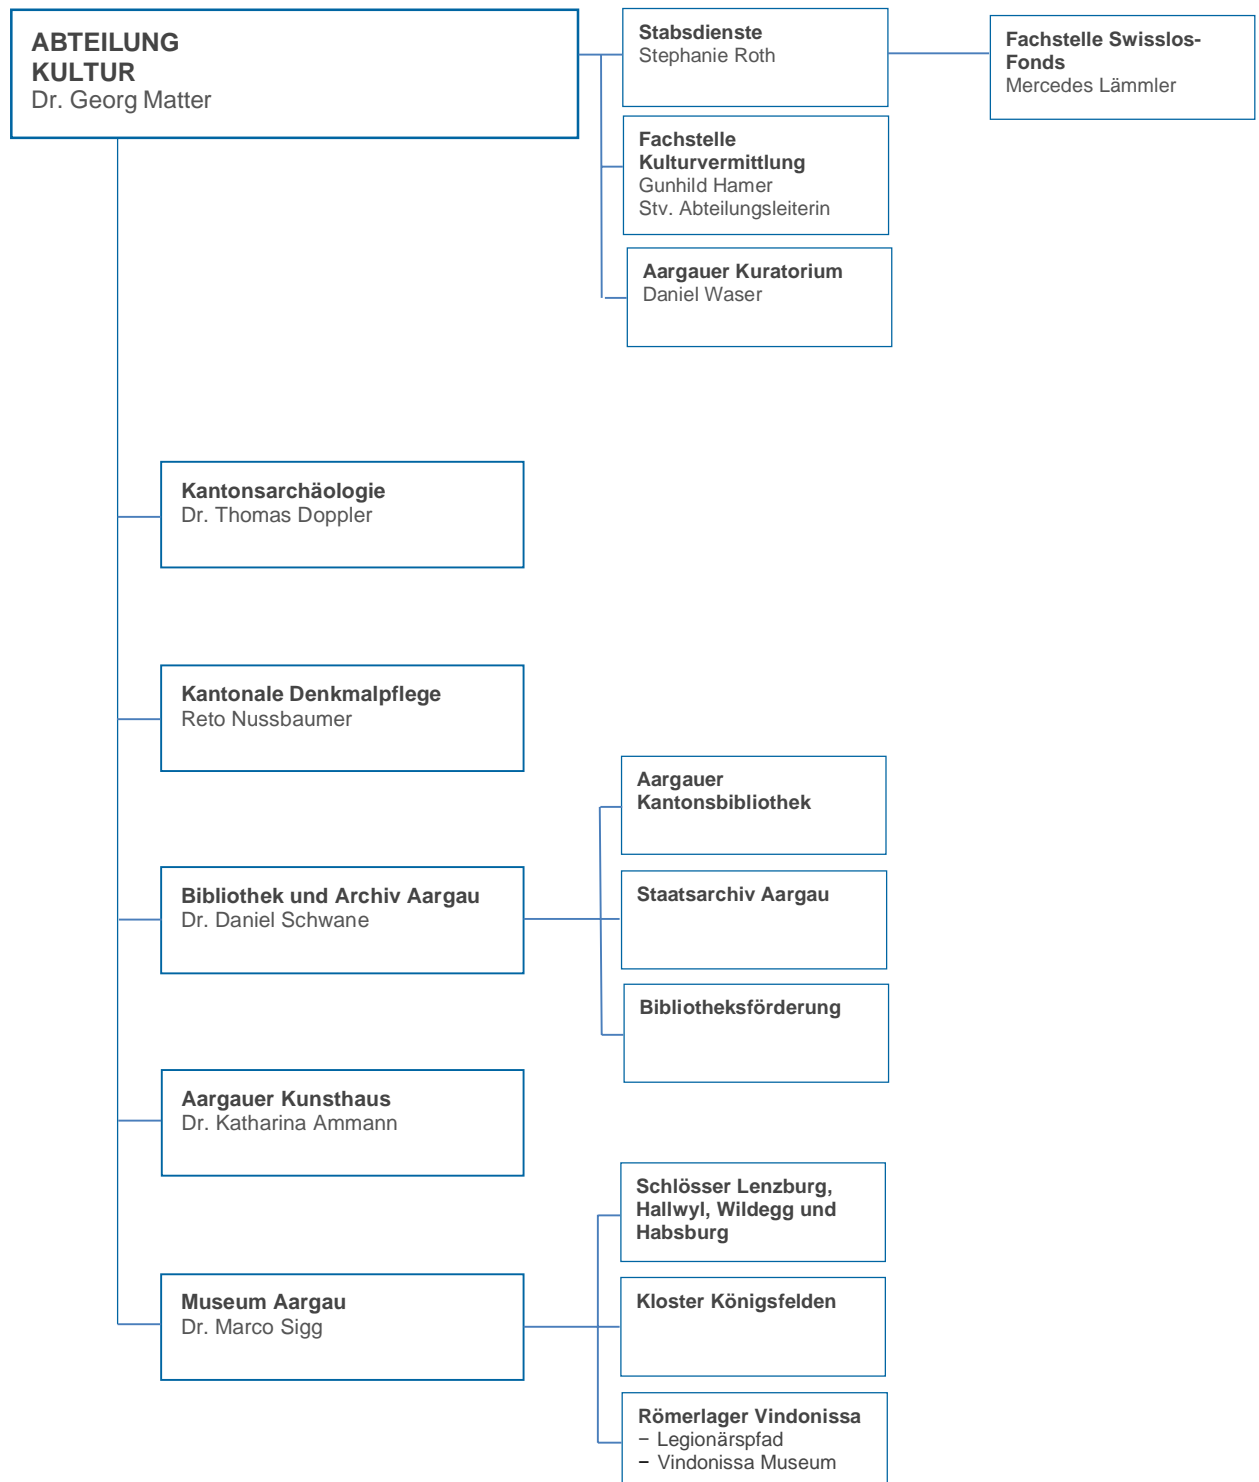 ABTEILUNG
KULTUR
Dr. Georg Matter
Stabsdienste
Stephanie Roth
Fachstelle Swisslos-
Fonds
Mercedes Lämmler
Fachstelle
Kulturvermittlung
Gunhild Hamer
Stv. Abteilungsleiterin
Aargauer Kuratorium
Daniel Waser
Kantonsarchäologie
Dr. Thomas Doppler
Kantonale Denkmalpflege
Reto Nussbaumer
Bibliothek und Archiv Aargau
Dr. Daniel Schwane
Aargauer
Kantonsbibliothek
Staatsarchiv Aargau
Bibliotheksförderung
Aargauer Kunsthaus
Dr. Katharina Ammann
Museum Aargau
Dr. Marco Sigg
Schlösser Lenzburg,
Hallwyl, Wildegg und
Habsburg
Kloster Königsfelden
Römerlager Vindonissa
− Legionärspfad
− Vindonissa Museum